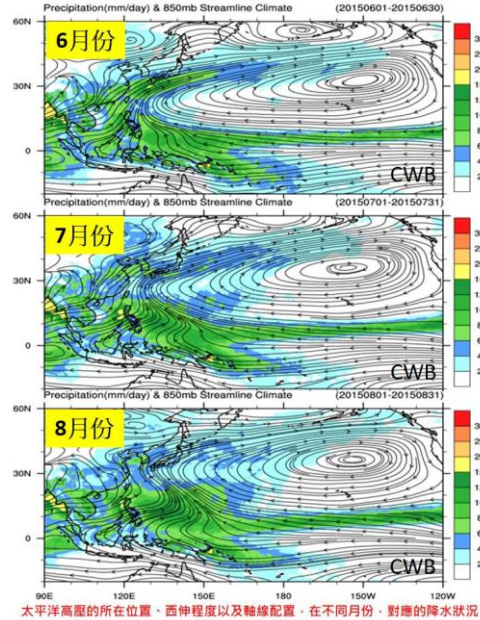 Precipitation(mm/day) & 850mb Streamline Climate (20150601-20150630)
6月份
60N
30N
0
CWB
Precipitation(mm/day) & 850mb Streamline Climate (20150701-20150731)
7月份
60N
30N
0
CWB
Precipitation(mm/day) & 850mb Streamline Climate (20150801-20150831)
8月份
60N
30N
0
CWB
90E 120E 150E 180 150W 120W
太平洋高壓的所在位置、西伸程度以及軸線配置，在不同月份，對應的降水狀況